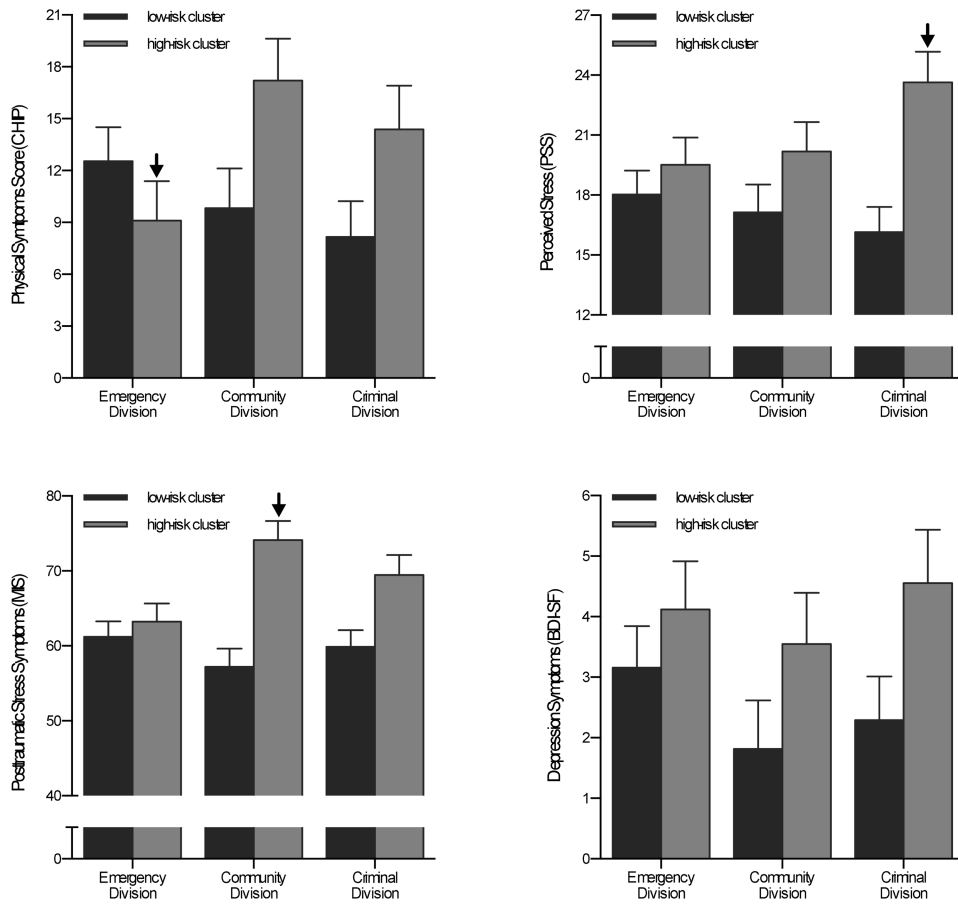 21
18
15
12
9
6
3
0
Physical Symptoms Score (CHIP)
low-risk cluster
high-risk cluster
Emergency
Division
Community
Division
Criminal
Division
27
24
21
18
15
12
0
Perceived Stress (PSS)
low-risk cluster
high-risk cluster
Emergency
Division
Community
Division
Criminal
Division
80
70
60
50
40
0
Posttraumatic Stress Symptoms (MIS)
low-risk cluster
high-risk cluster
Emergency
Division
Community
Division
Criminal
Division
6
5
4
3
2
1
0
Depression Symptoms (BDI-SF)
low-risk cluster
high-risk cluster
Emergency
Division
Community
Division
Criminal
Division